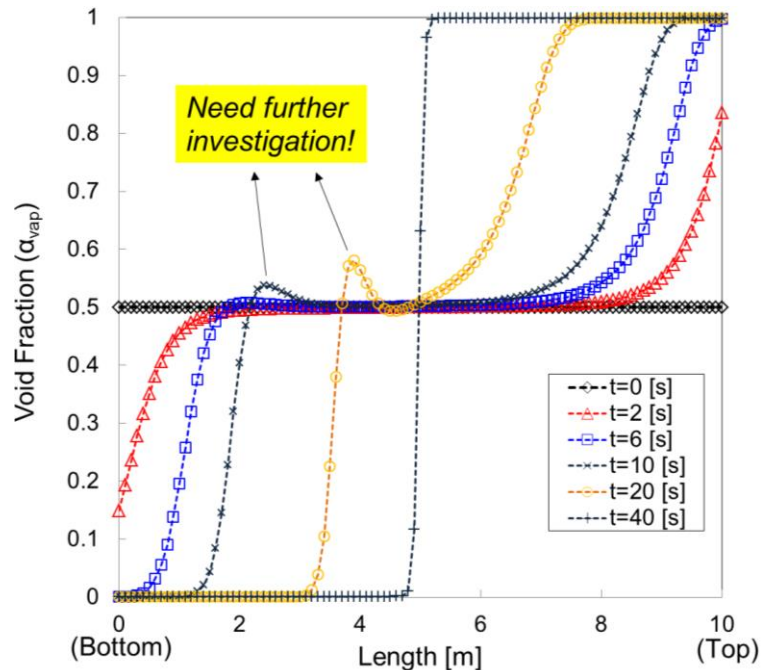 1
0.9
0.8
0.7
0.6
0.5
0.4
0.3
0.2
0.1
0
Void Fraction (αvap)
Need further
investigation!
t=0 [s]
t=2 [s]
t=6 [s]
t=10 [s]
t=20 [s]
t=40 [s]
0 2 4 6 8 10
(Bottom) Length [m] (Top)